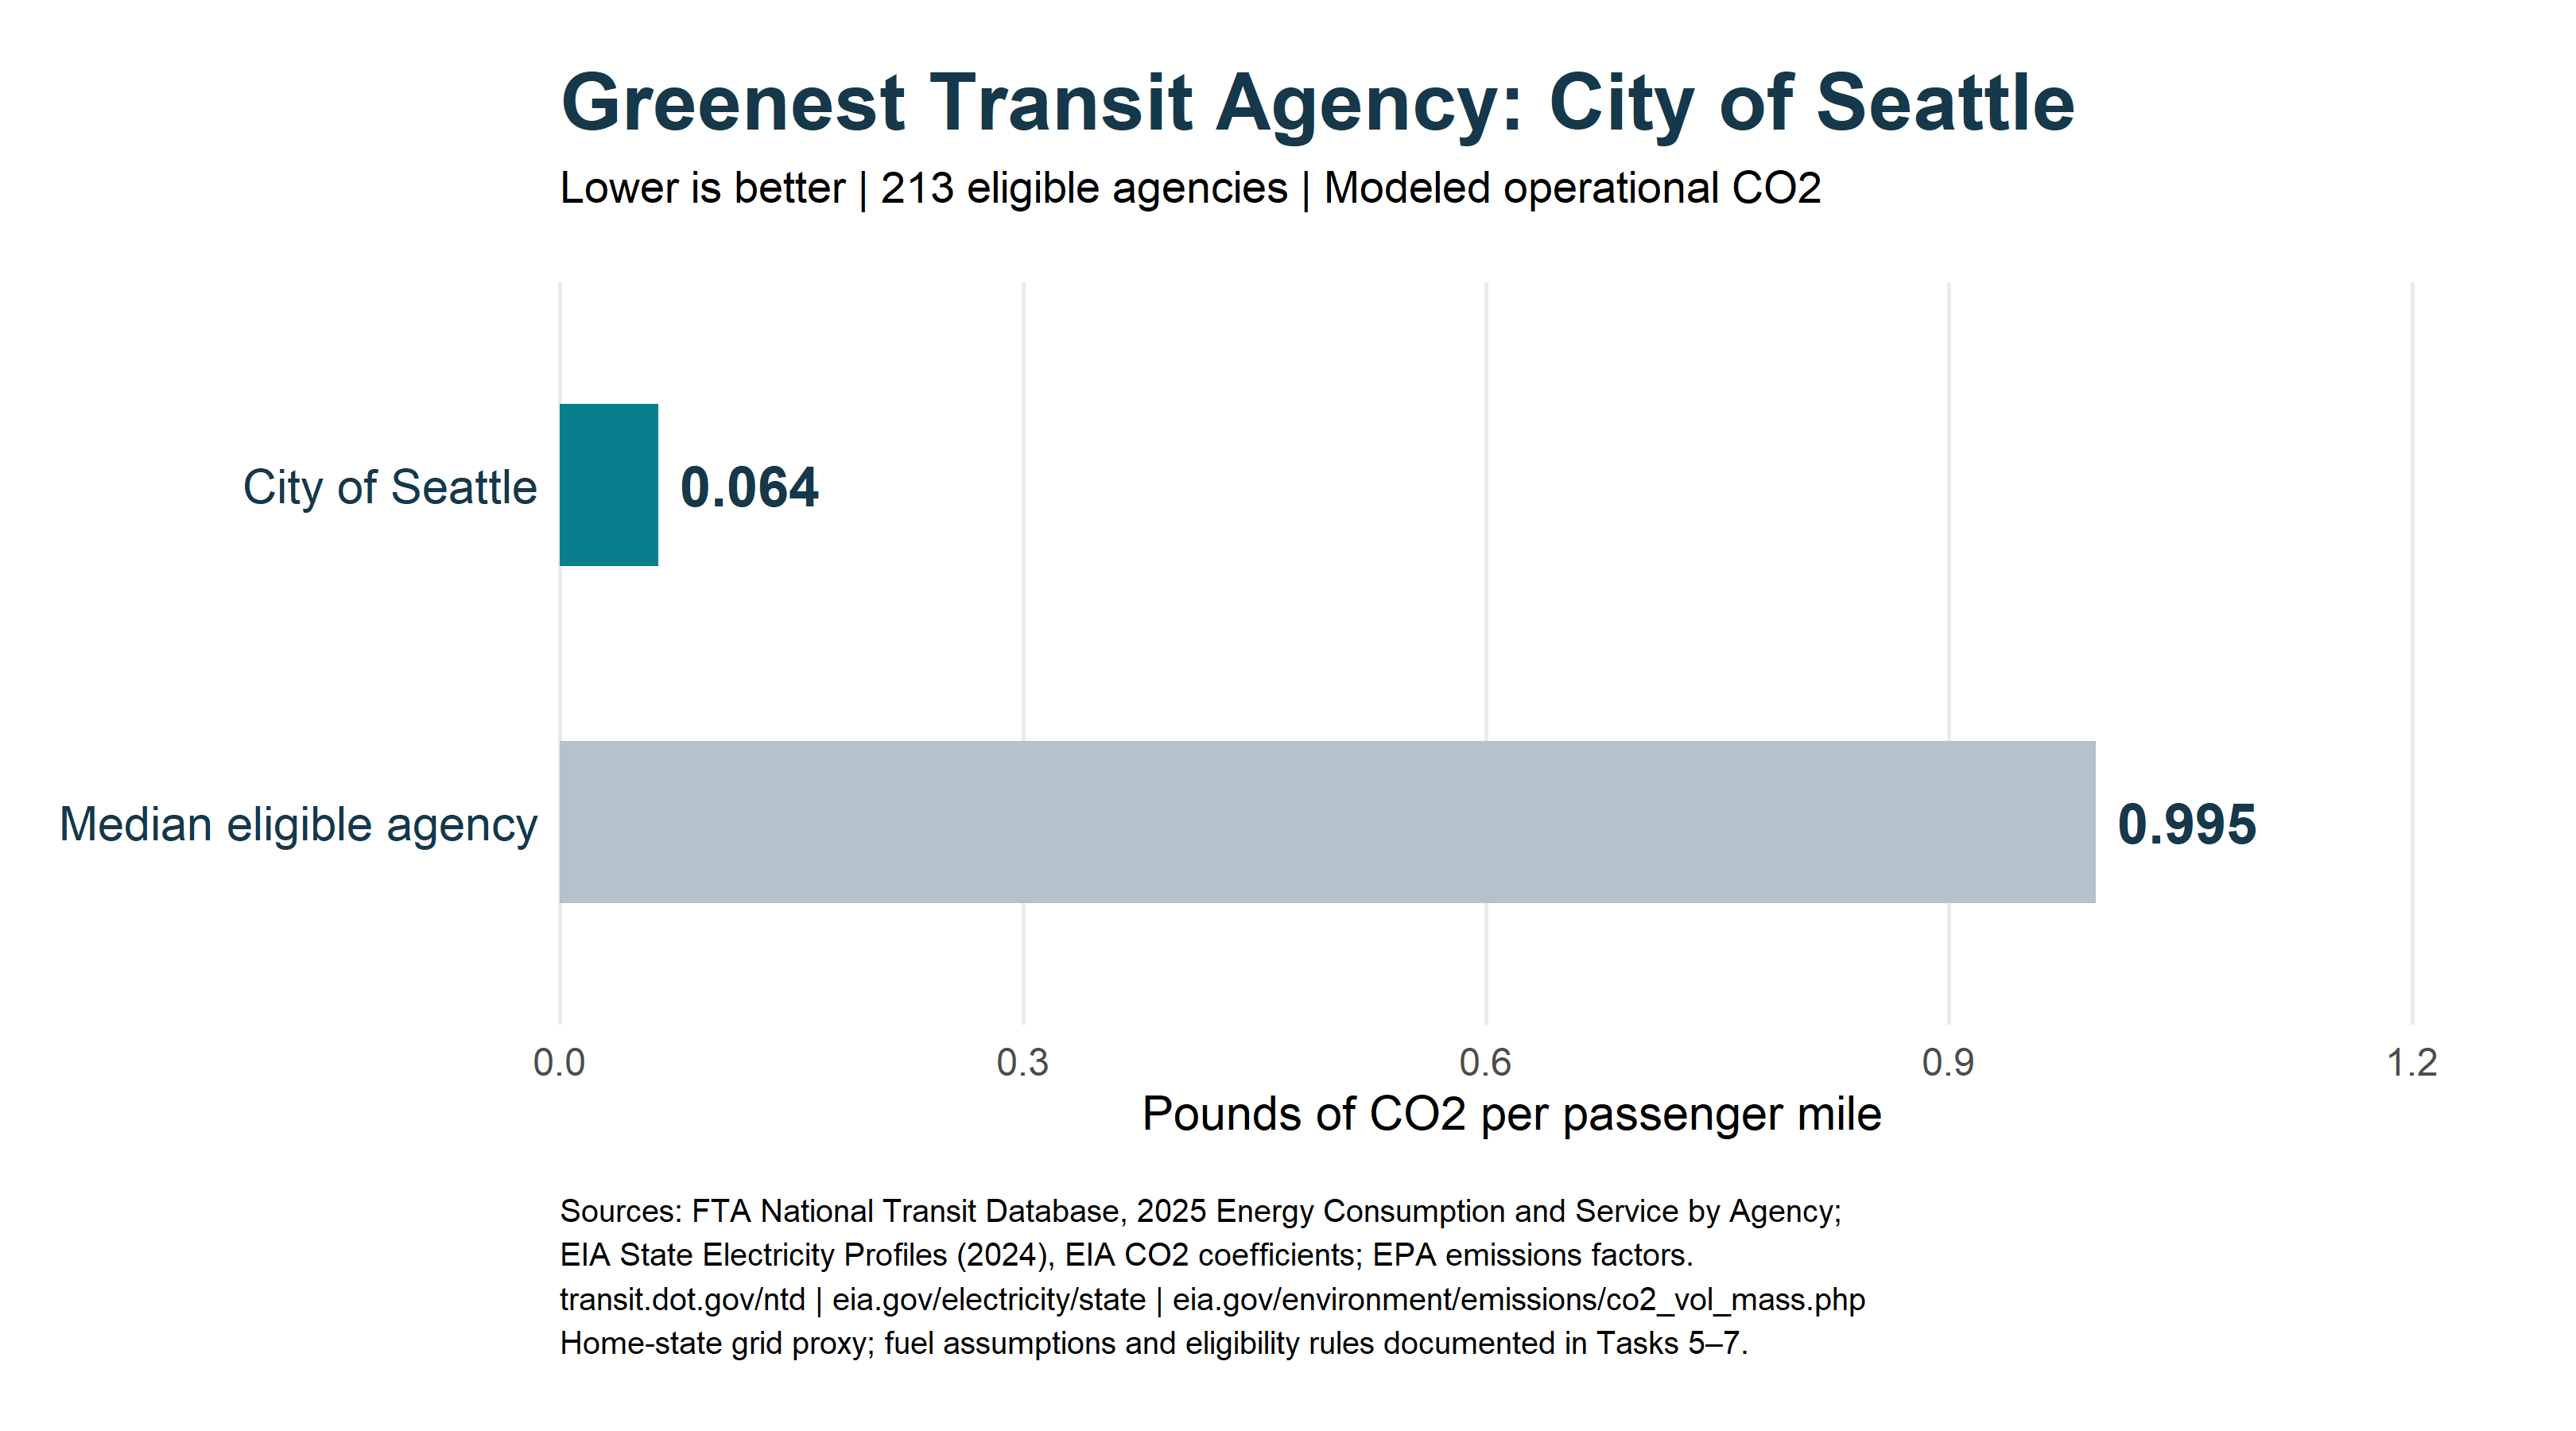 Greenest Transit Agency: City of Seattle
Lower is better | 213 eligible agencies | Modeled operational CO2
City of Seattle
0.064
Median eligible agency
0.995
0.0
0.3
0.6
0.9
1.2
Pounds of CO2 per passenger mile
Sources: FTA National Transit Database, 2025 Energy Consumption and Service by Agency;
EIA State Electricity Profiles (2024), EIA CO2 coefficients; EPA emissions factors.
transit.dot.gov/ntd | eia.gov/electricity/state | eia.gov/environment/emissions/co2_vol_mass.php
Home-state grid proxy; fuel assumptions and eligibility rules documented in Tasks 5–7.